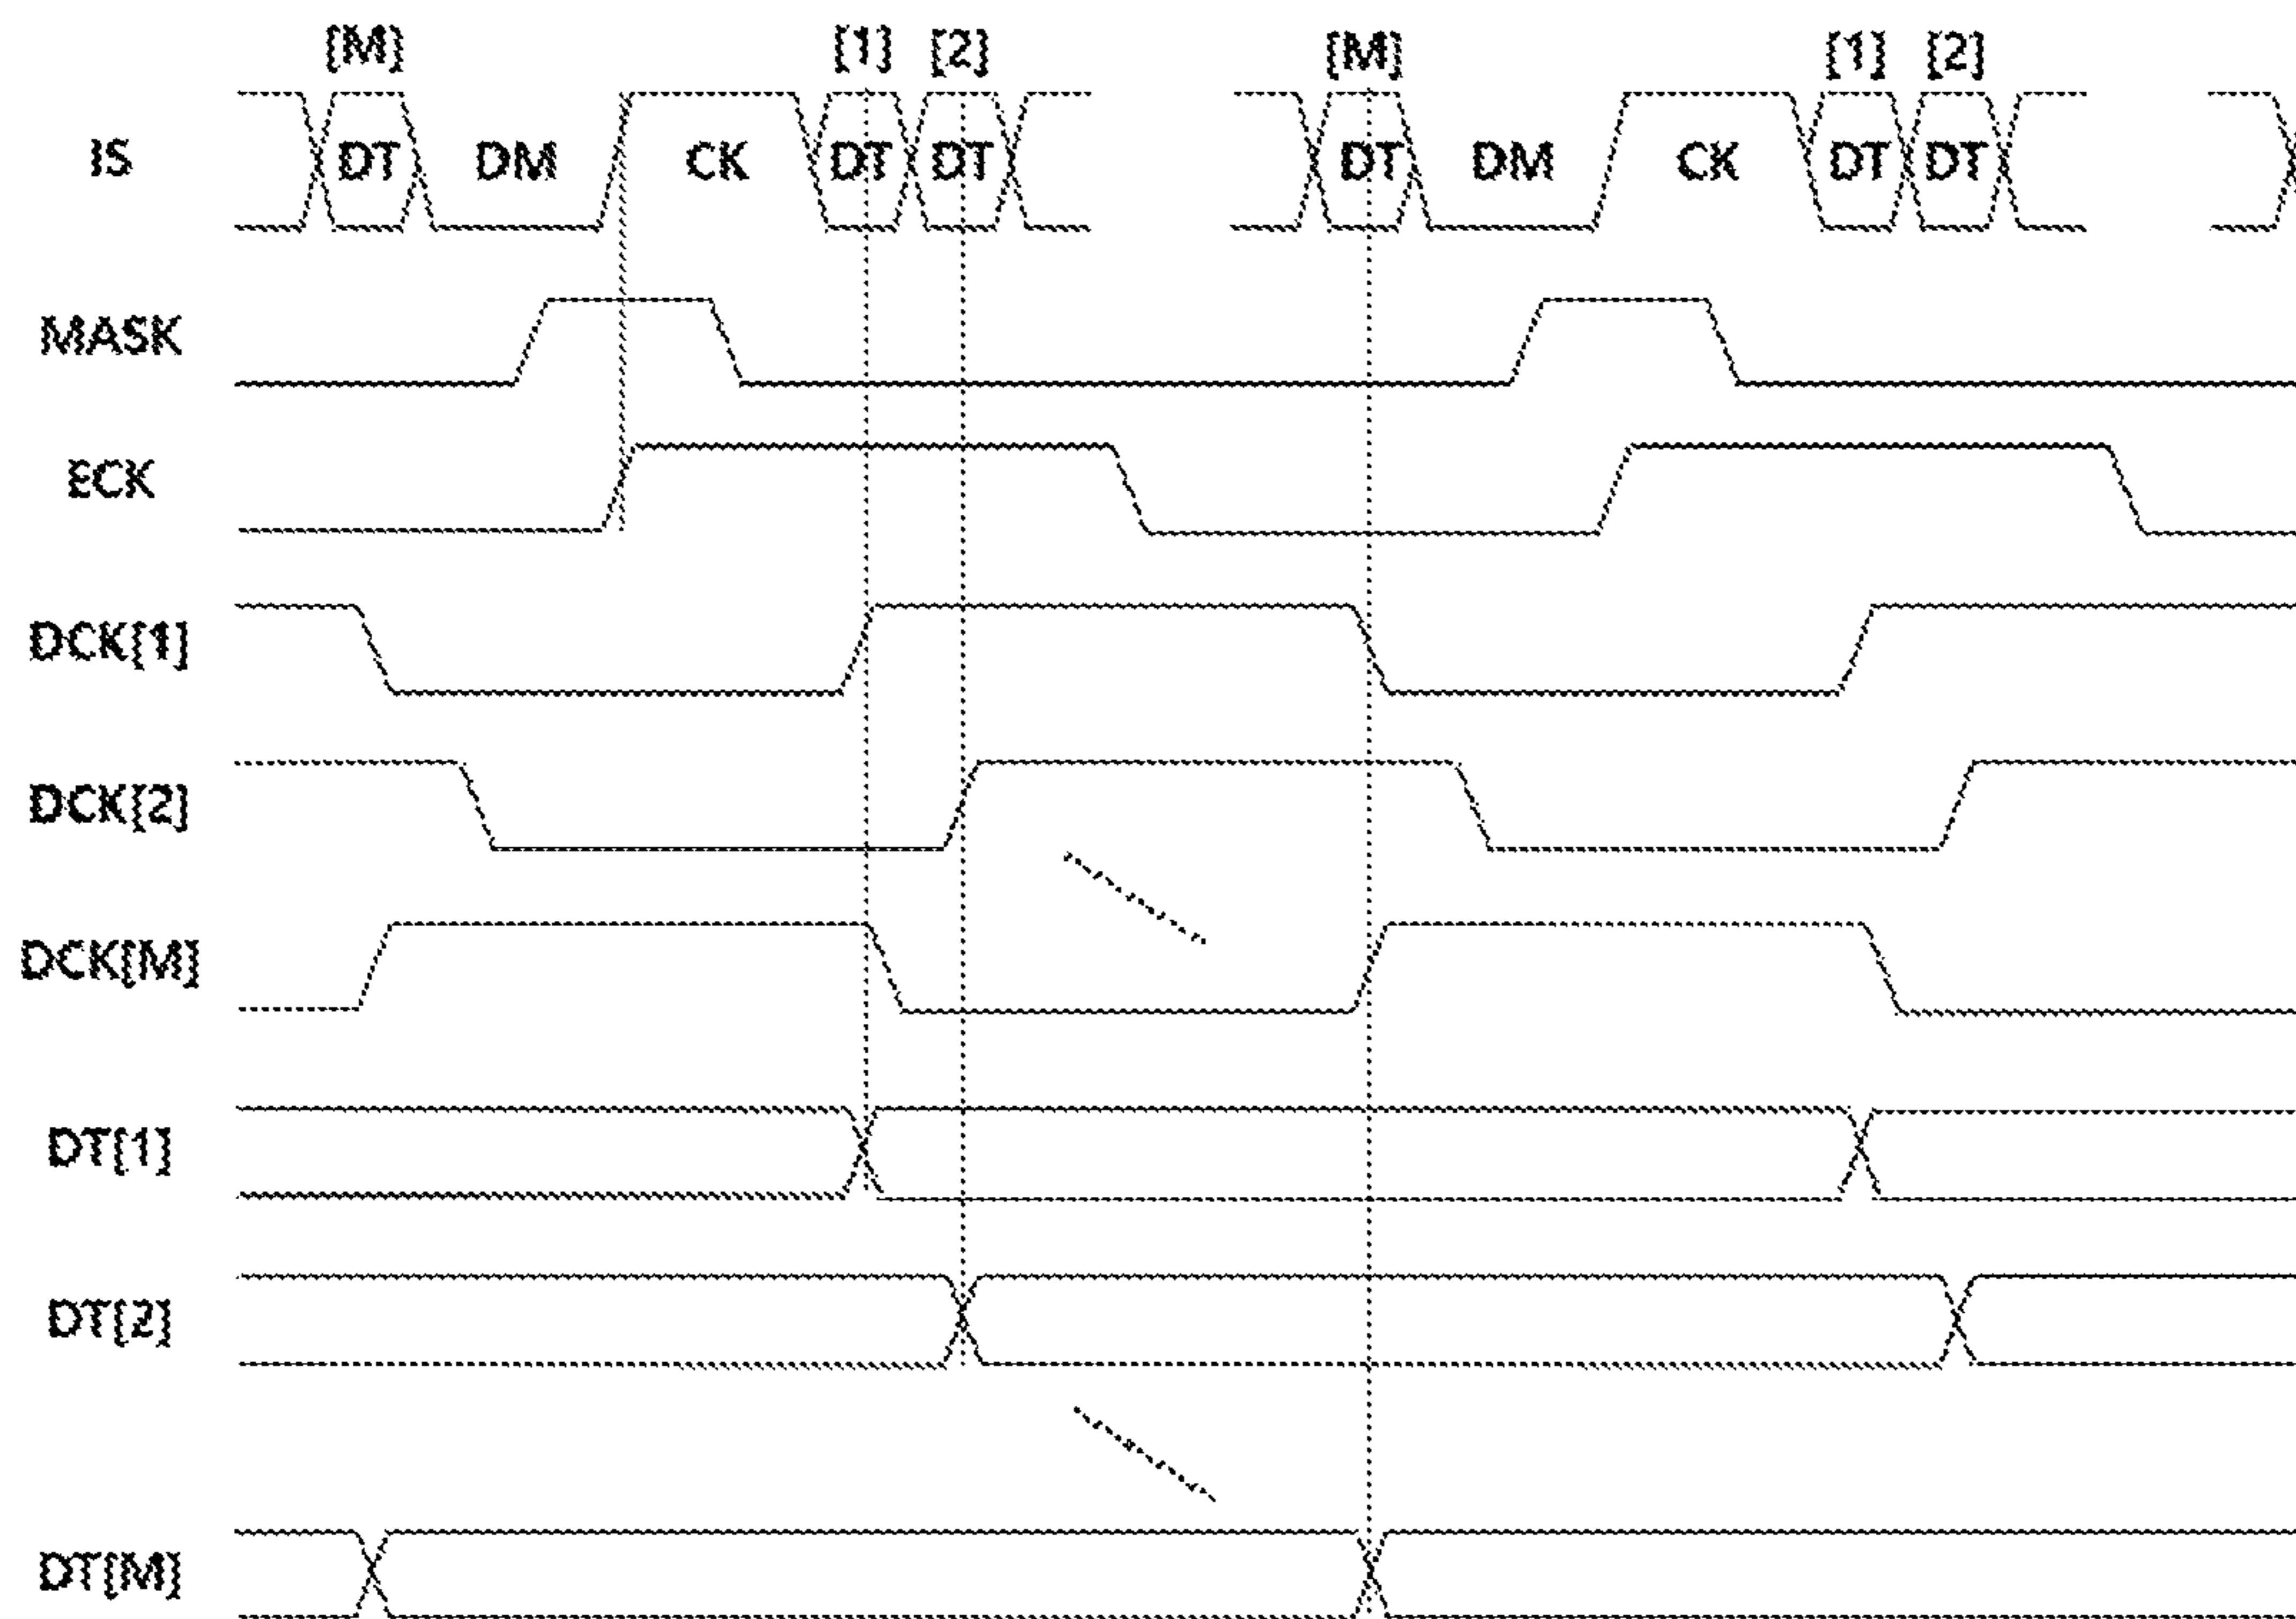 [M] [1] [2] [M] [1] [2]
IS DT DM CK DT DT DT DM CK DT DT
MASK
ECK
DCK[1]
DCK[2]
DCK[M]
DT[1]
DT[2]
DT[M]